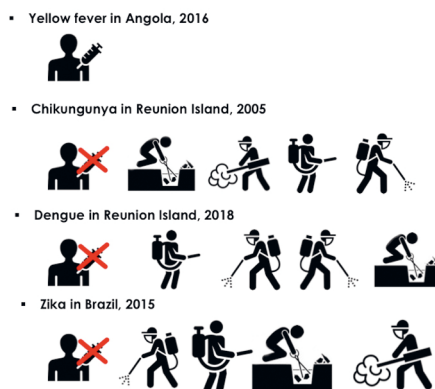 ▪ Yellow fever in Angola, 2016
▪ Chikungunya in Reunion Island, 2005
▪ Dengue in Reunion Island, 2018
▪ Zika in Brazil, 2015